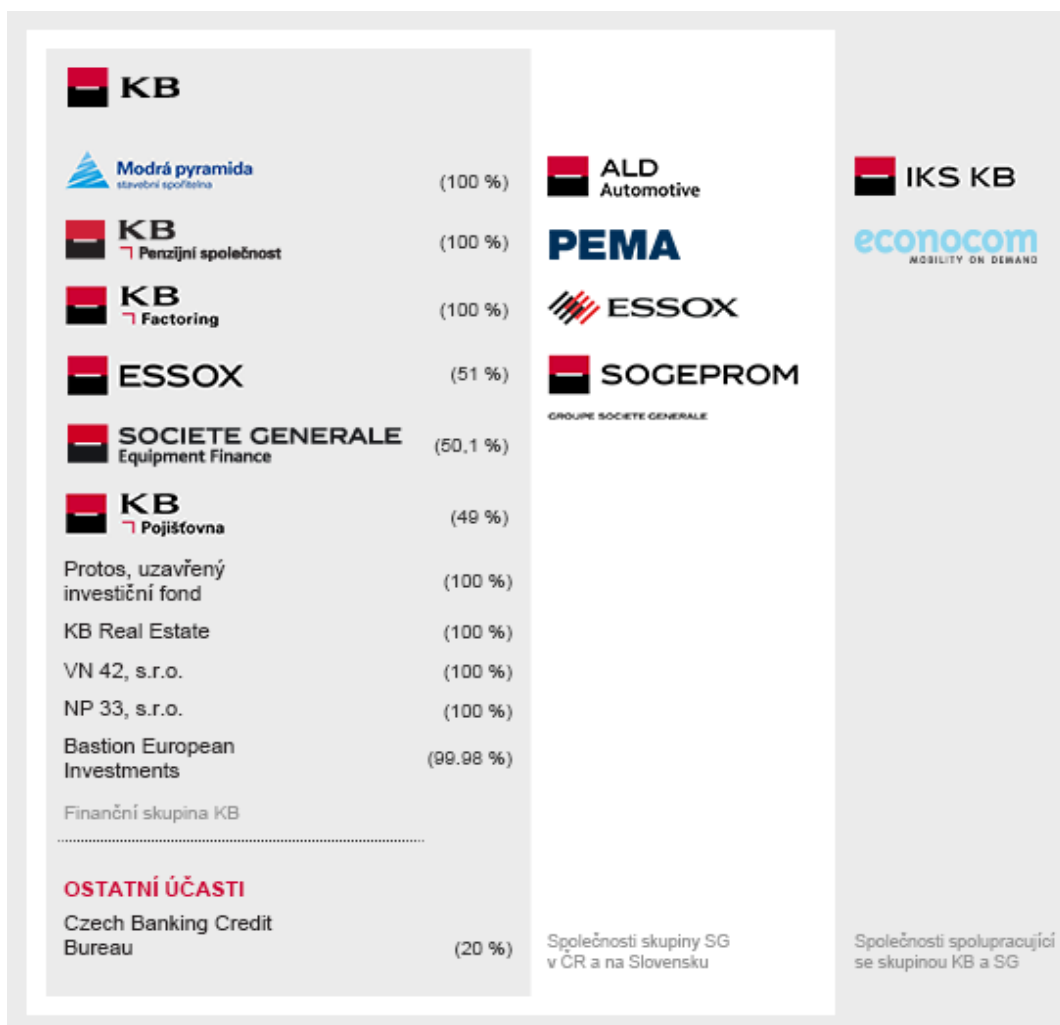 KB
Modrá pyramida
stavební spořitelna
(100 %)
KB
Penzijní společnost
(100 %)
KB
Factoring
(100 %)
ESSOX
(51 %)
SOCIETE GENERALE
Equipment Finance
(50,1 %)
KB
Pojišťovna
(49 %)
Protos, uzavřený
investiční fond
(100 %)
KB Real Estate
(100 %)
VN 42, s.r.o.
(100 %)
NP 33, s.r.o.
(100 %)
Bastion European
Investments
(99.98 %)
Finanční skupina KB
OSTATNÍ ÚČASTI
Czech Banking Credit
Bureau
(20 %)
ALD
Automotive
PEMA
ESSOX
SOGEPROM
GROUPE SOCIETE GENERALE
Společnosti skupiny SG
v ČR a na Slovensku
IKS KB
econocom
MOBILITY ON DEMAND
Společnosti spolupracující
se skupinou KB a SG